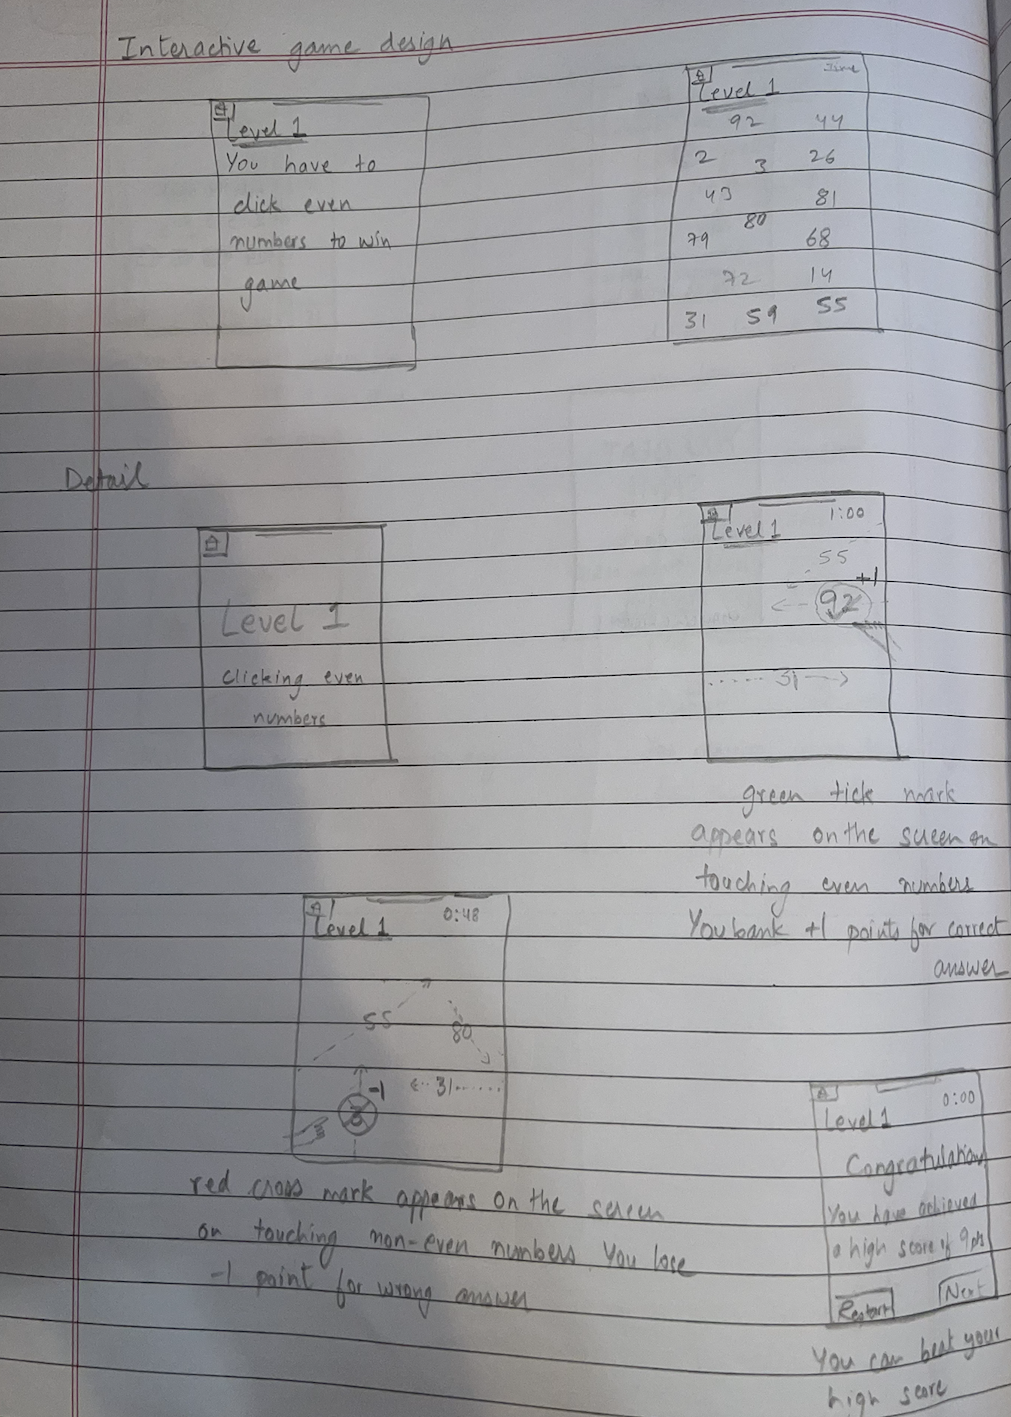 Interactive game design
Level 1
You have to
click even
numbers to win
game
Time
Level 1
92 44
2 3 26
43 81
80
79 68
72 14
31 59 55
Detail
Level 1
clicking even
numbers
1:00
Level 1
55
+1
92
31
green tick mark
appears on the screen on
touching even numbers
You bank +1 points for correct
answer
0:48
Level 1
55
80
-1
31
3
red cross mark appears on the screen
on touching non-even numbers. You lose
-1 point for wrong answer
0:00
Level 1
Congratulations
You have achieved
a high score of 9 pts
Restart Next
You can beat your
high score